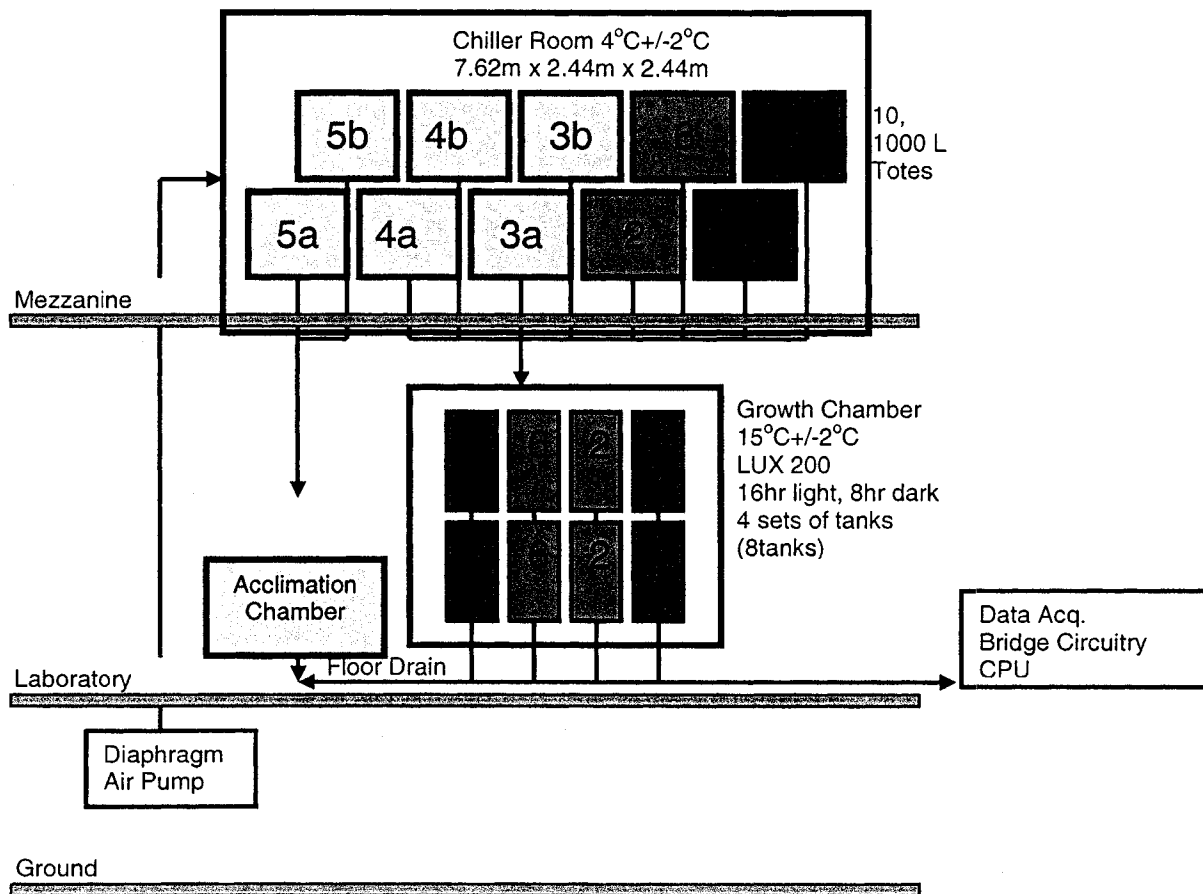 Chiller Room 4°C+/-2°C
7.62m x 2.44m x 2.44m
5b
4b
3b
10,
1000 L
Totes
5a
4a
3a
2
Mezzanine
Growth Chamber
15°C+/-2°C
LUX 200
16hr light, 8hr dark
4 sets of tanks
(8tanks)
2
2
Acclimation
Chamber
Floor Drain
Data Acq.
Bridge Circuitry
CPU
Laboratory
Diaphragm
Air Pump
Ground